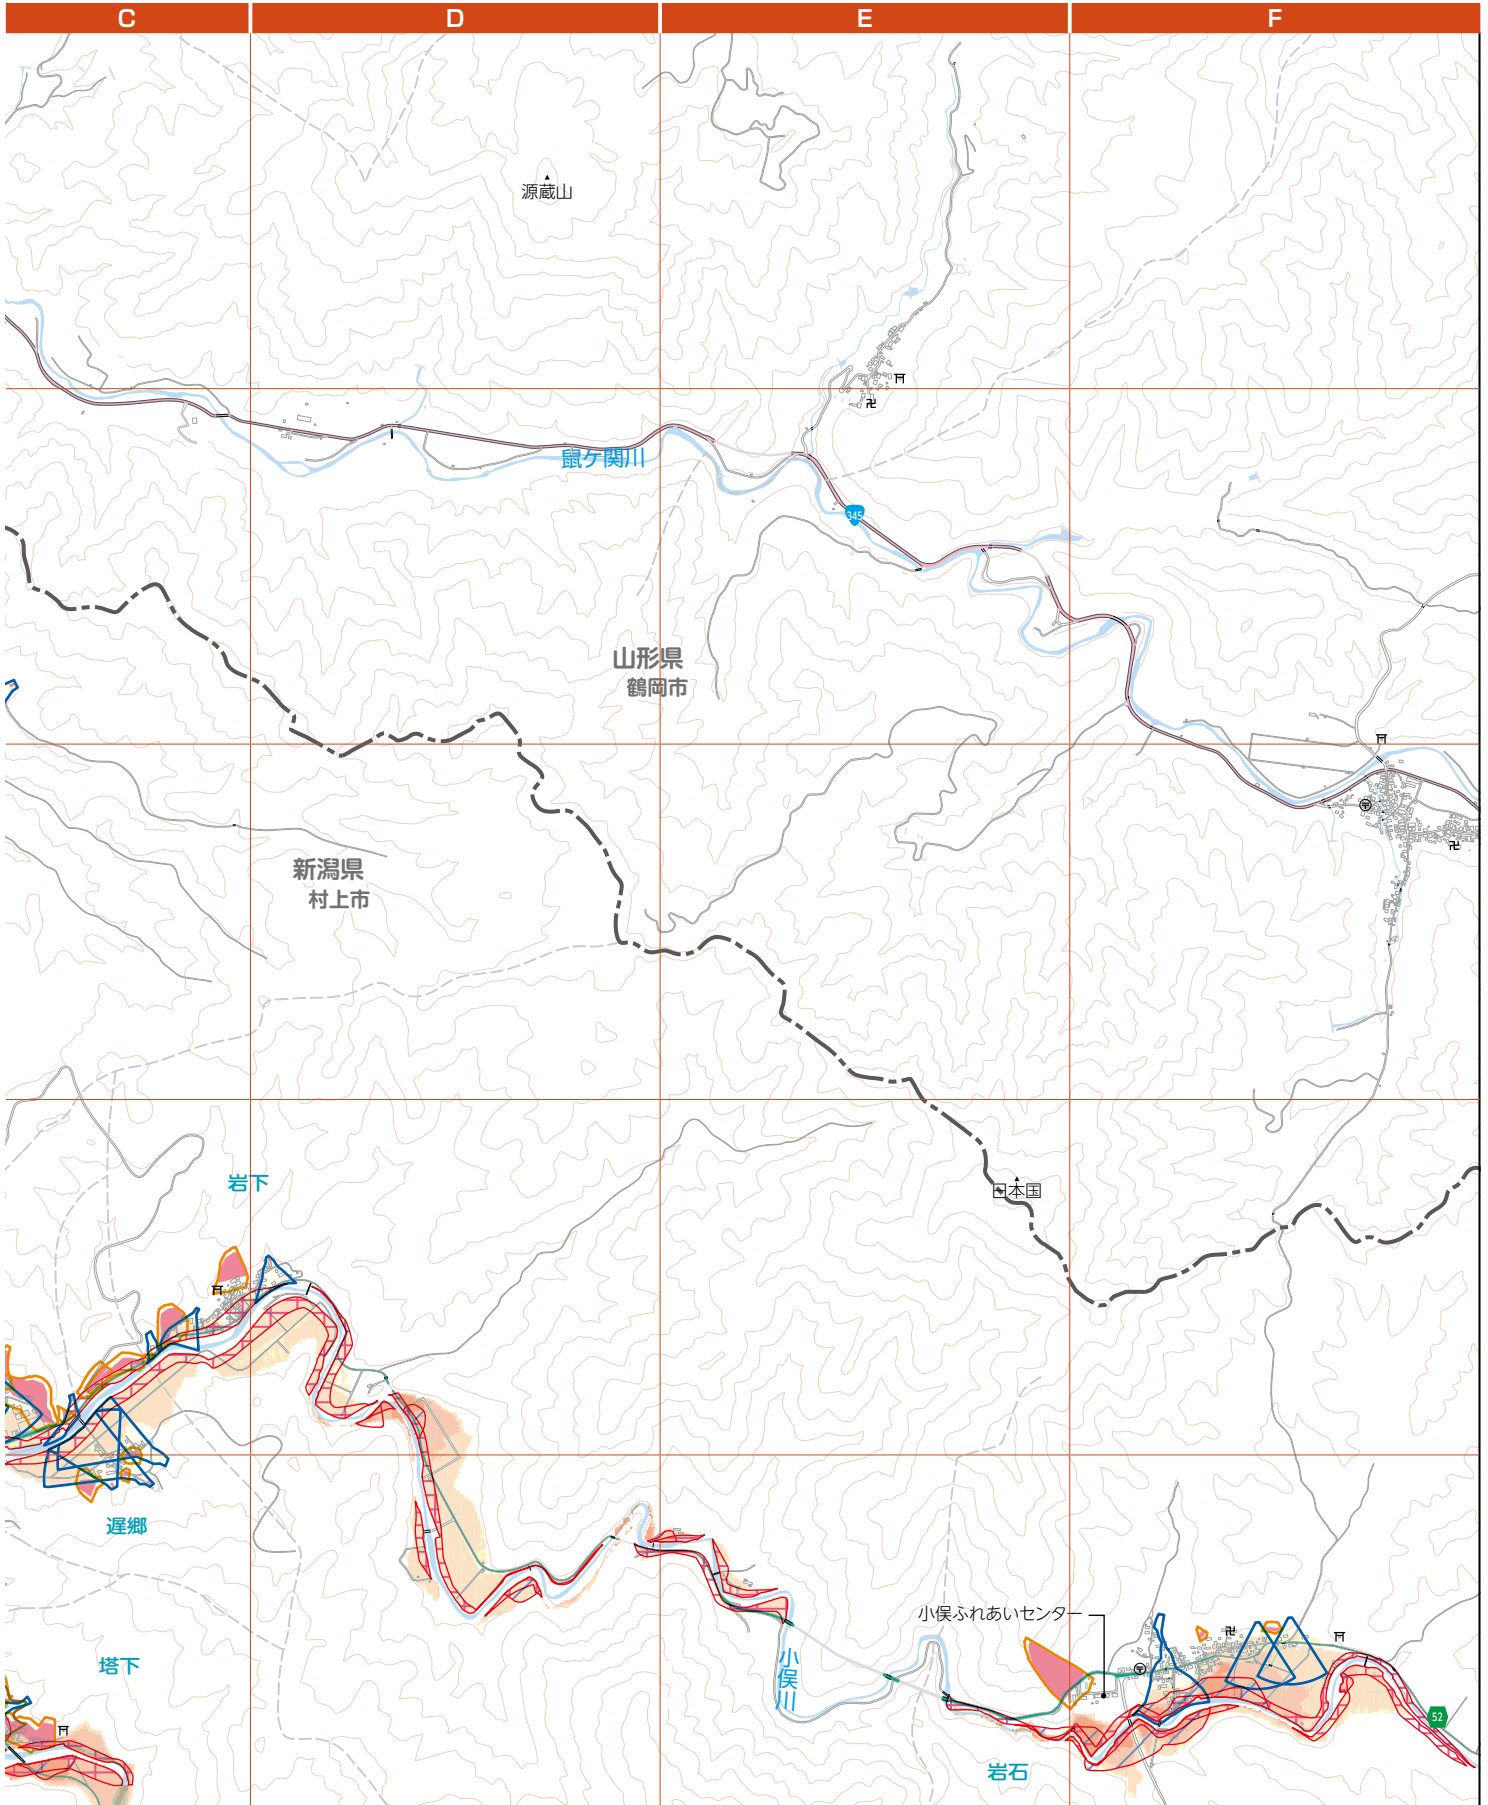 C
D
E
F
源蔵山
鼠ケ関川
345
山形県
鶴岡市
新潟県
村上市
岩下
日本国
遅郷
小俣ふれあいセンター
小俣川
塔下
52
岩石